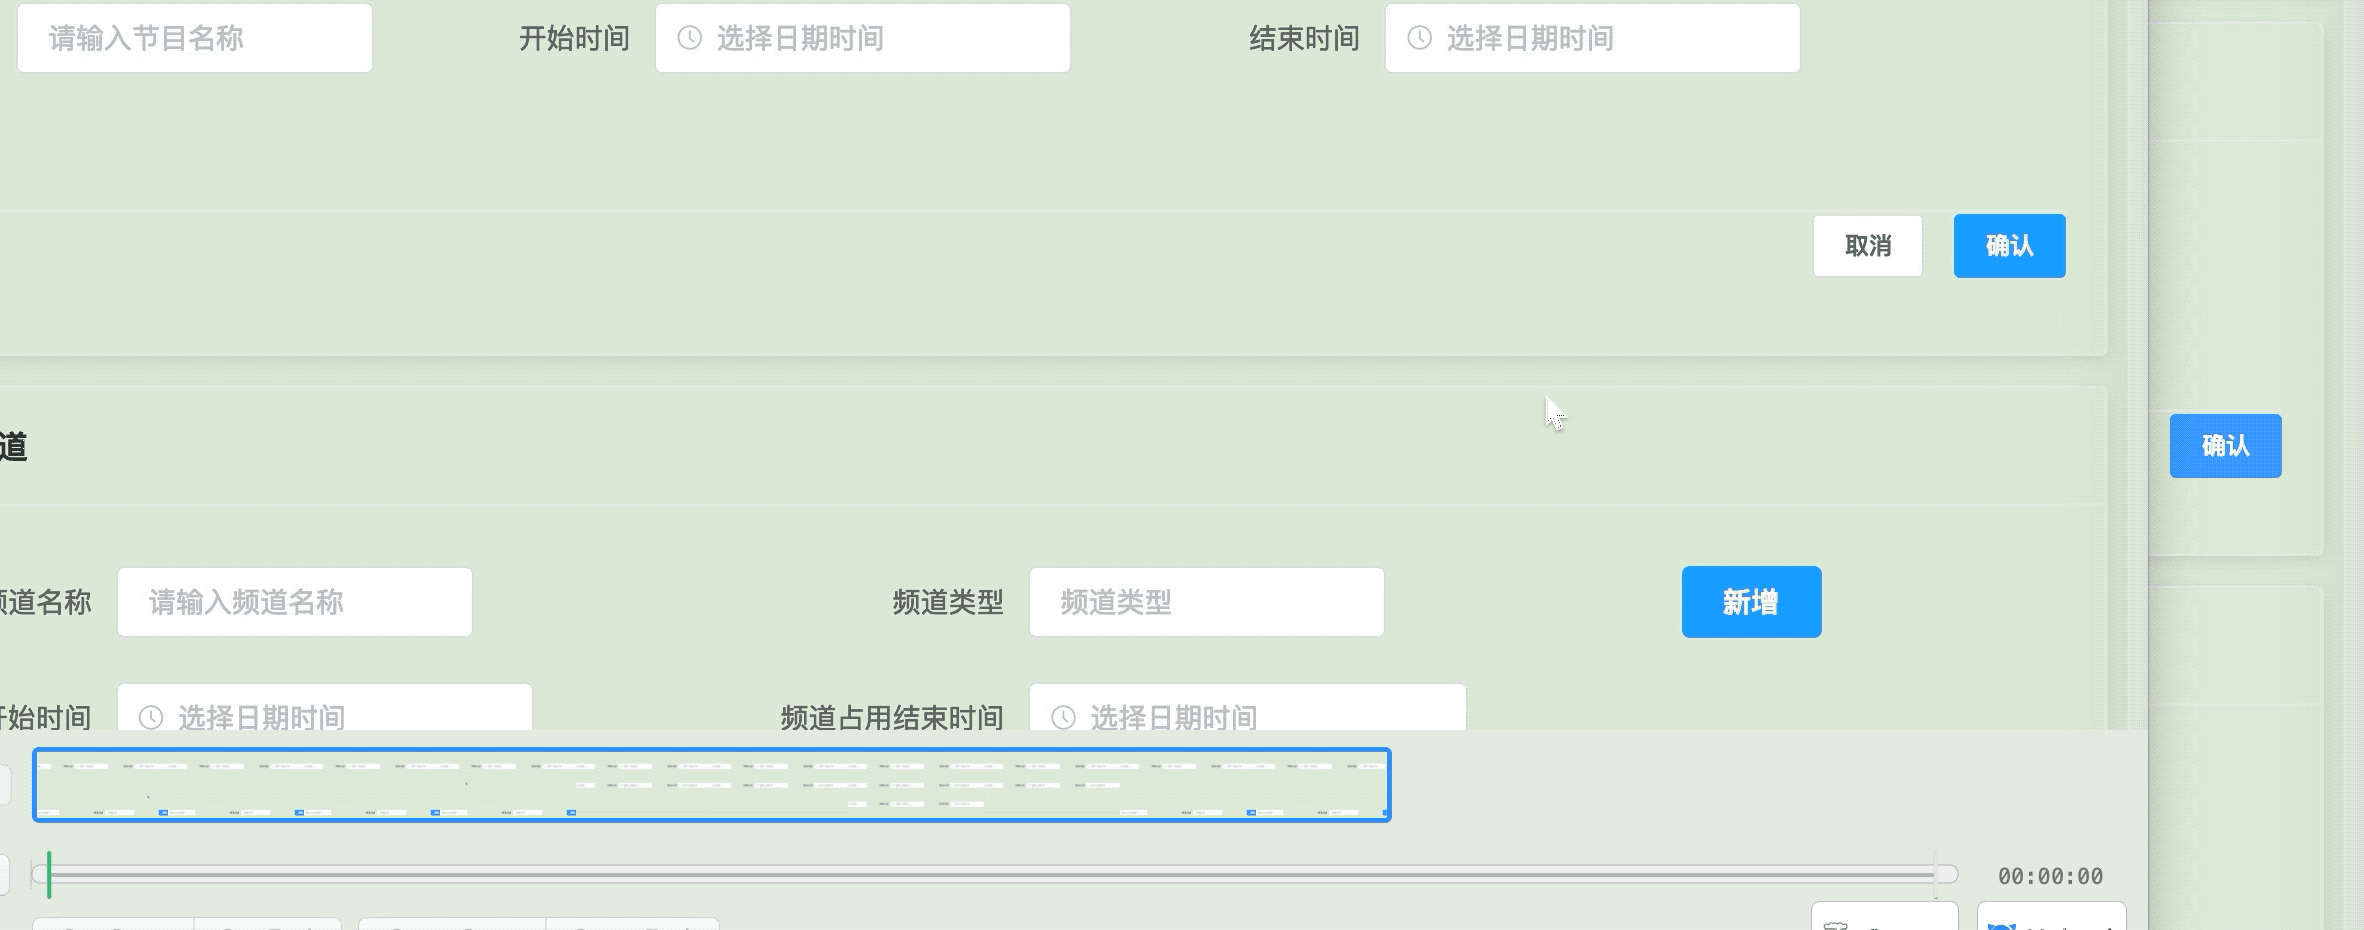 请输入节目名称 开始时间 选择日期时间 结束时间 选择日期时间
取消 确认
道
确认
道名称 请输入频道名称 频道类型 频道类型 新增
始时间 选择日期时间 频道占用结束时间 选择日期时间
00:00:00